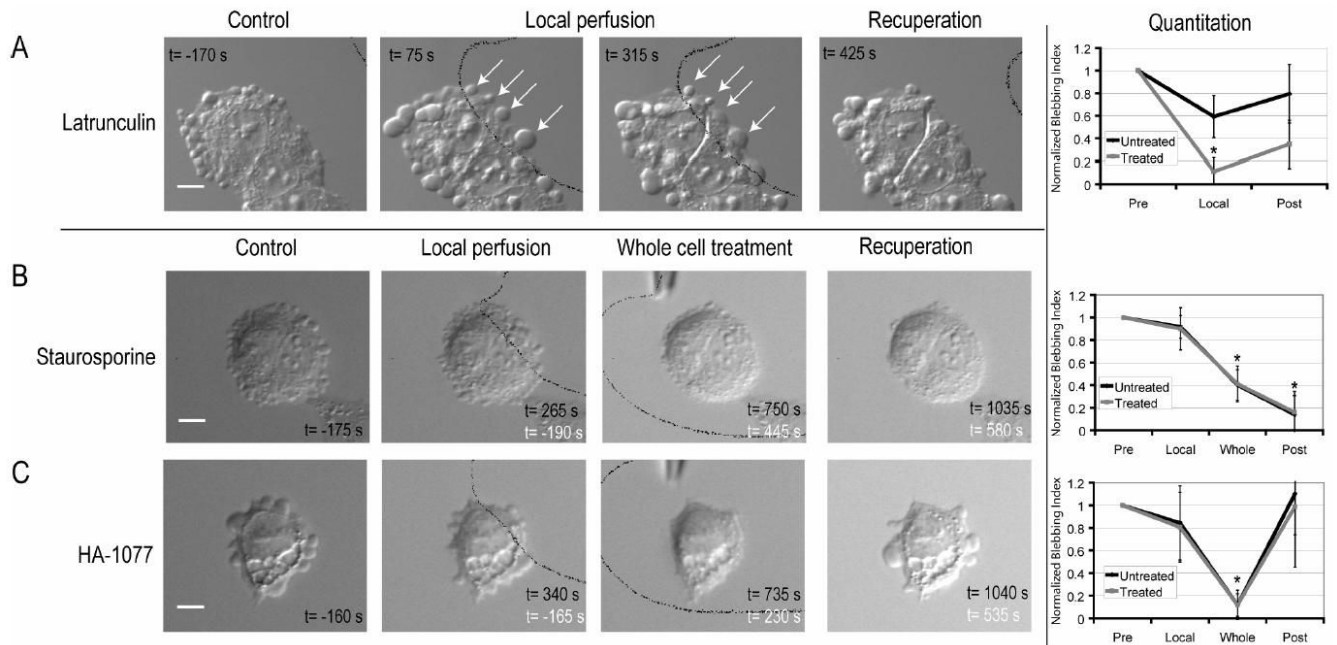 Control Local perfusion Recuperation Quantitation
A
Latrunculin
t= -170 s
t= 75 s
t= 315 s
t= 425 s
Normalized Blebbing Index
1.2
1
0.8
0.6
0.4
0.2
0
Untreated
Treated
*
Pre Local Post
Control Local perfusion Whole cell treatment Recuperation
B
Staurosporine
t= -175 s
t= 265 s
t= -190 s
t= 750 s
t= 445 s
t= 1035 s
t= 580 s
Normalized Blebbing Index
1.2
1
0.8
0.6
0.4
0.2
0
Untreated
Treated
* *
Pre Local Whole Post
C
HA-1077
t= -160 s
t= 340 s
t= -165 s
t= 735 s
t= 230 s
t= 1040 s
t= 535 s
Normalized Blebbing Index
1.2
1
0.8
0.6
0.4
0.2
0
Untreated
Treated
*
Pre Local Whole Post